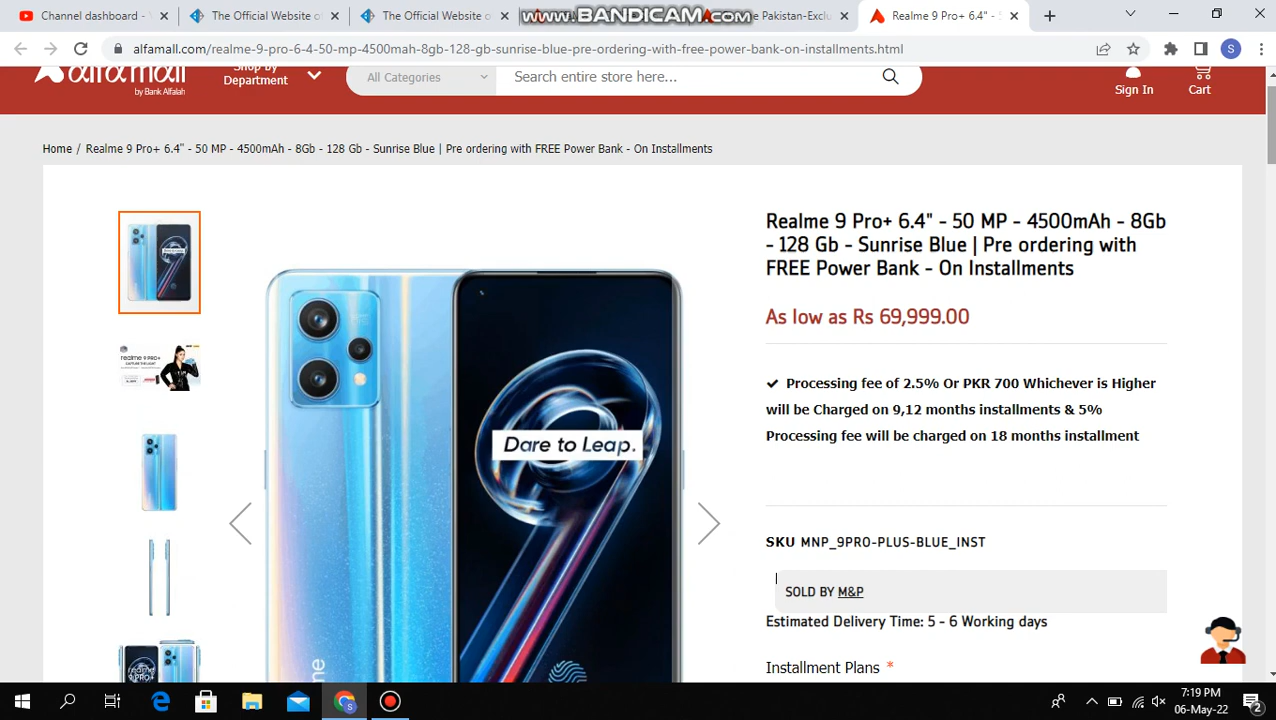 Channel dashboard -
The Official Website of
The Official Website of
www.BANDICAM.com
e Pakistan-Exclu
Realme 9 Pro+ 6.4" - 5
alfamall.com/realme-9-pro-6-4-50-mp-4500mah-8gb-128-gb-sunrise-blue-pre-ordering-with-free-power-bank-on-installments.html
S
alfamall
by Bank Alfalah
Shop By
Department
All Categories
Search entire store here...
Sign In
Cart
Home / Realme 9 Pro+ 6.4" - 50 MP - 4500mAh - 8Gb - 128 Gb - Sunrise Blue | Pre ordering with FREE Power Bank - On Installments
realme 9 PRO+
Dare to Leap.
Realme 9 Pro+ 6.4" - 50 MP - 4500mAh - 8Gb
- 128 Gb - Sunrise Blue | Pre ordering with
FREE Power Bank - On Installments
As low as Rs 69,999.00
Processing fee of 2.5% Or PKR 700 Whichever is Higher
will be Charged on 9,12 months installments & 5%
Processing fee will be charged on 18 months installment
SKU MNP_9PRO-PLUS-BLUE_INST
SOLD BY M&P
Estimated Delivery Time: 5 - 6 Working days
Installment Plans *
7:19 PM
06-May-22
2